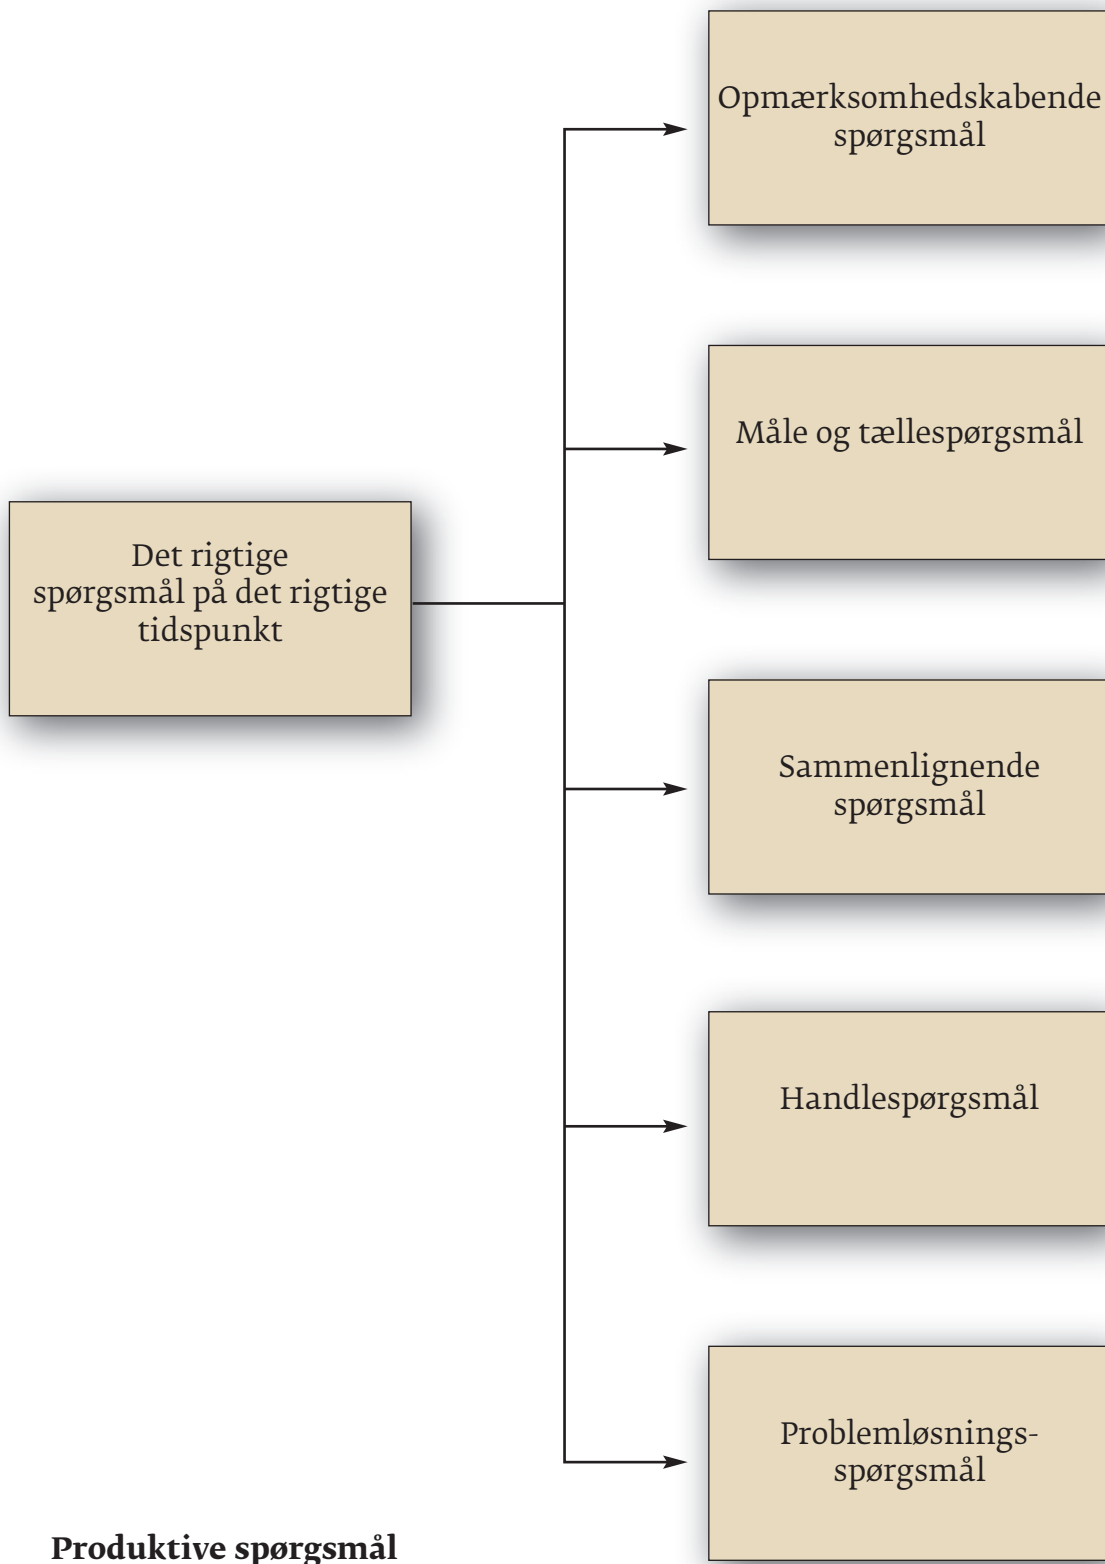 Opmærksomhedskabende
spørgsmål
Måle og tællespørgsmål
Det rigtige
spørgsmål på det rigtige
tidspunkt
Sammenlignende
spørgsmål
Handlespørgsmål
Problemløsnings-
spørgsmål
Produktive spørgsmål